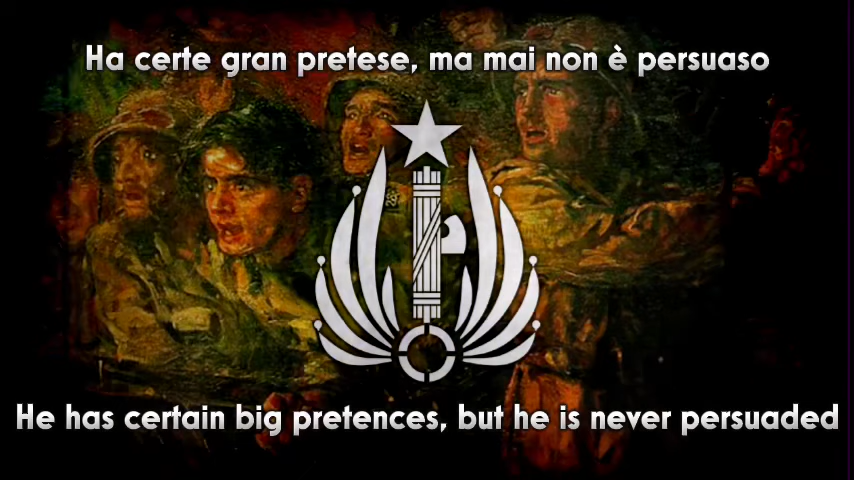 Ha certe gran pretese, ma mai non è persuaso
He has certain big pretences, but he is never persuaded